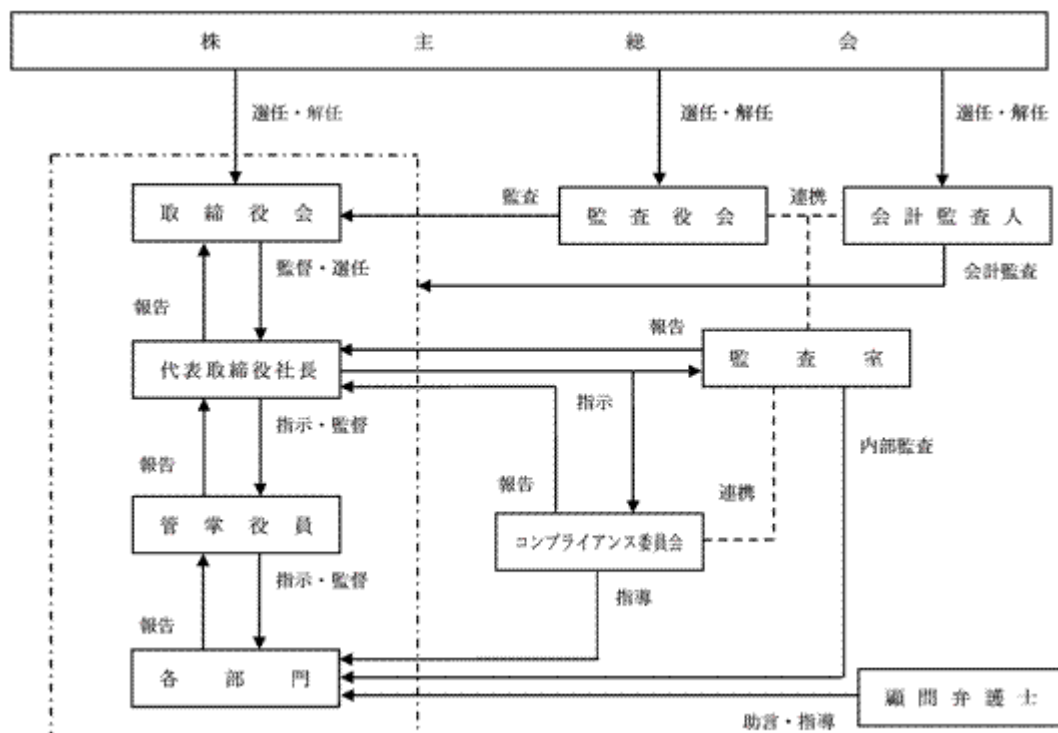 株主総会
選任・解任
選任・解任
選任・解任
取締役会
監査
監査役会
連携
会計監査人
監督・選任
会計監査
報告
報告
代表取締役社長
監査室
指示
指示・監督
内部監査
報告
報告
連携
管掌役員
コンプライアンス委員会
指示・監督
指導
報告
各部門
顧問弁護士
助言・指導